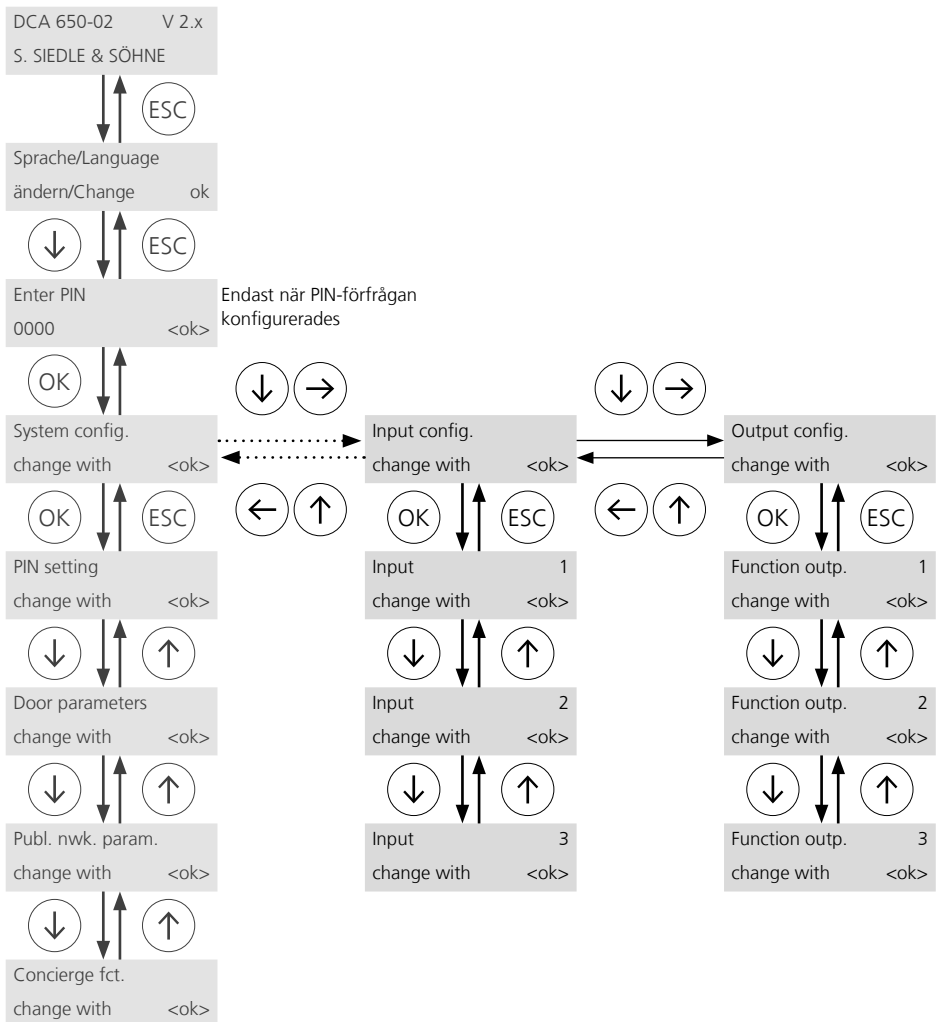 DCA 650-02 V 2.x
S. SIEDLE & SÖHNE
ESC
Sprache/Language
ändern/Change ok
ESC
Enter PIN
0000 <ok>
Endast när PIN-förfrågan
konfigurerades
OK
System config.
change with <ok>
OK ESC
PIN setting
change with <ok>
Door parameters
change with <ok>
Publ. nwk. param.
change with <ok>
Concierge fct.
change with <ok>
Input config.
change with <ok>
OK ESC
Input 1
change with <ok>
Input 2
change with <ok>
Input 3
change with <ok>
Output config.
change with <ok>
OK ESC
Function outp. 1
change with <ok>
Function outp. 2
change with <ok>
Function outp. 3
change with <ok>